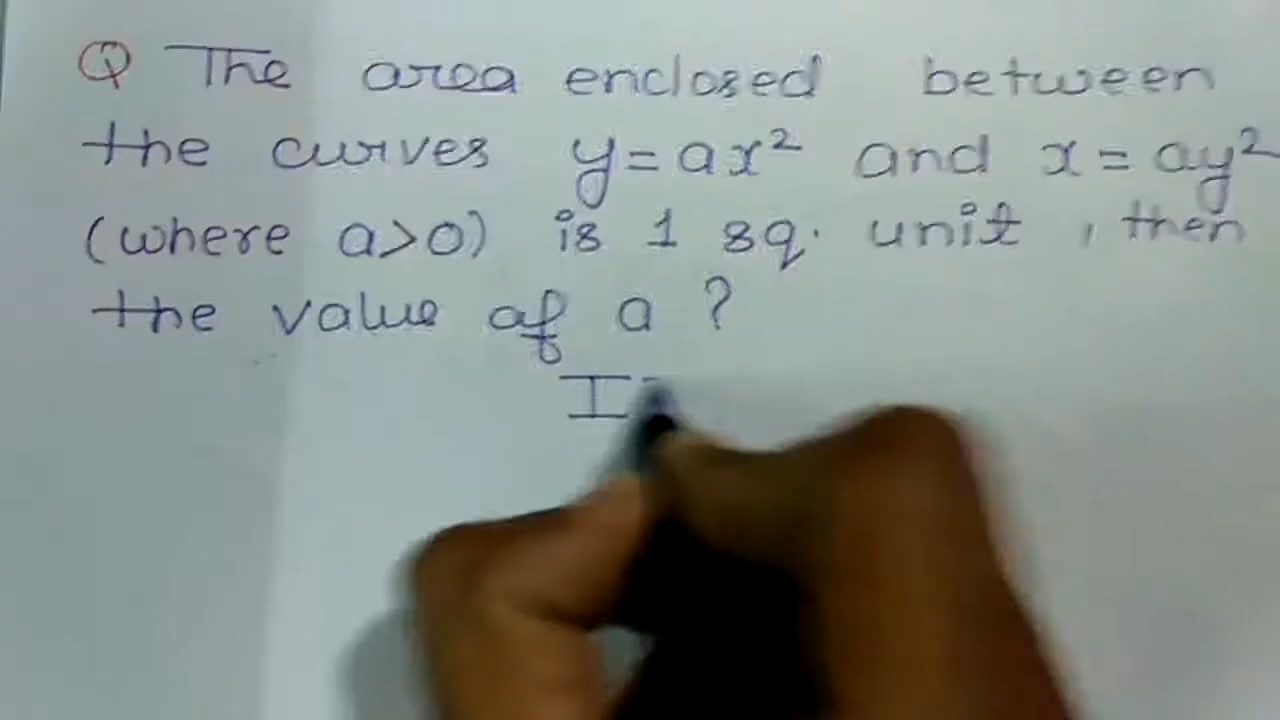 Q The area enclosed between
the curves y=ax² and x=ay²
(where a>0) is 1 sq. unit, then
the value of a?